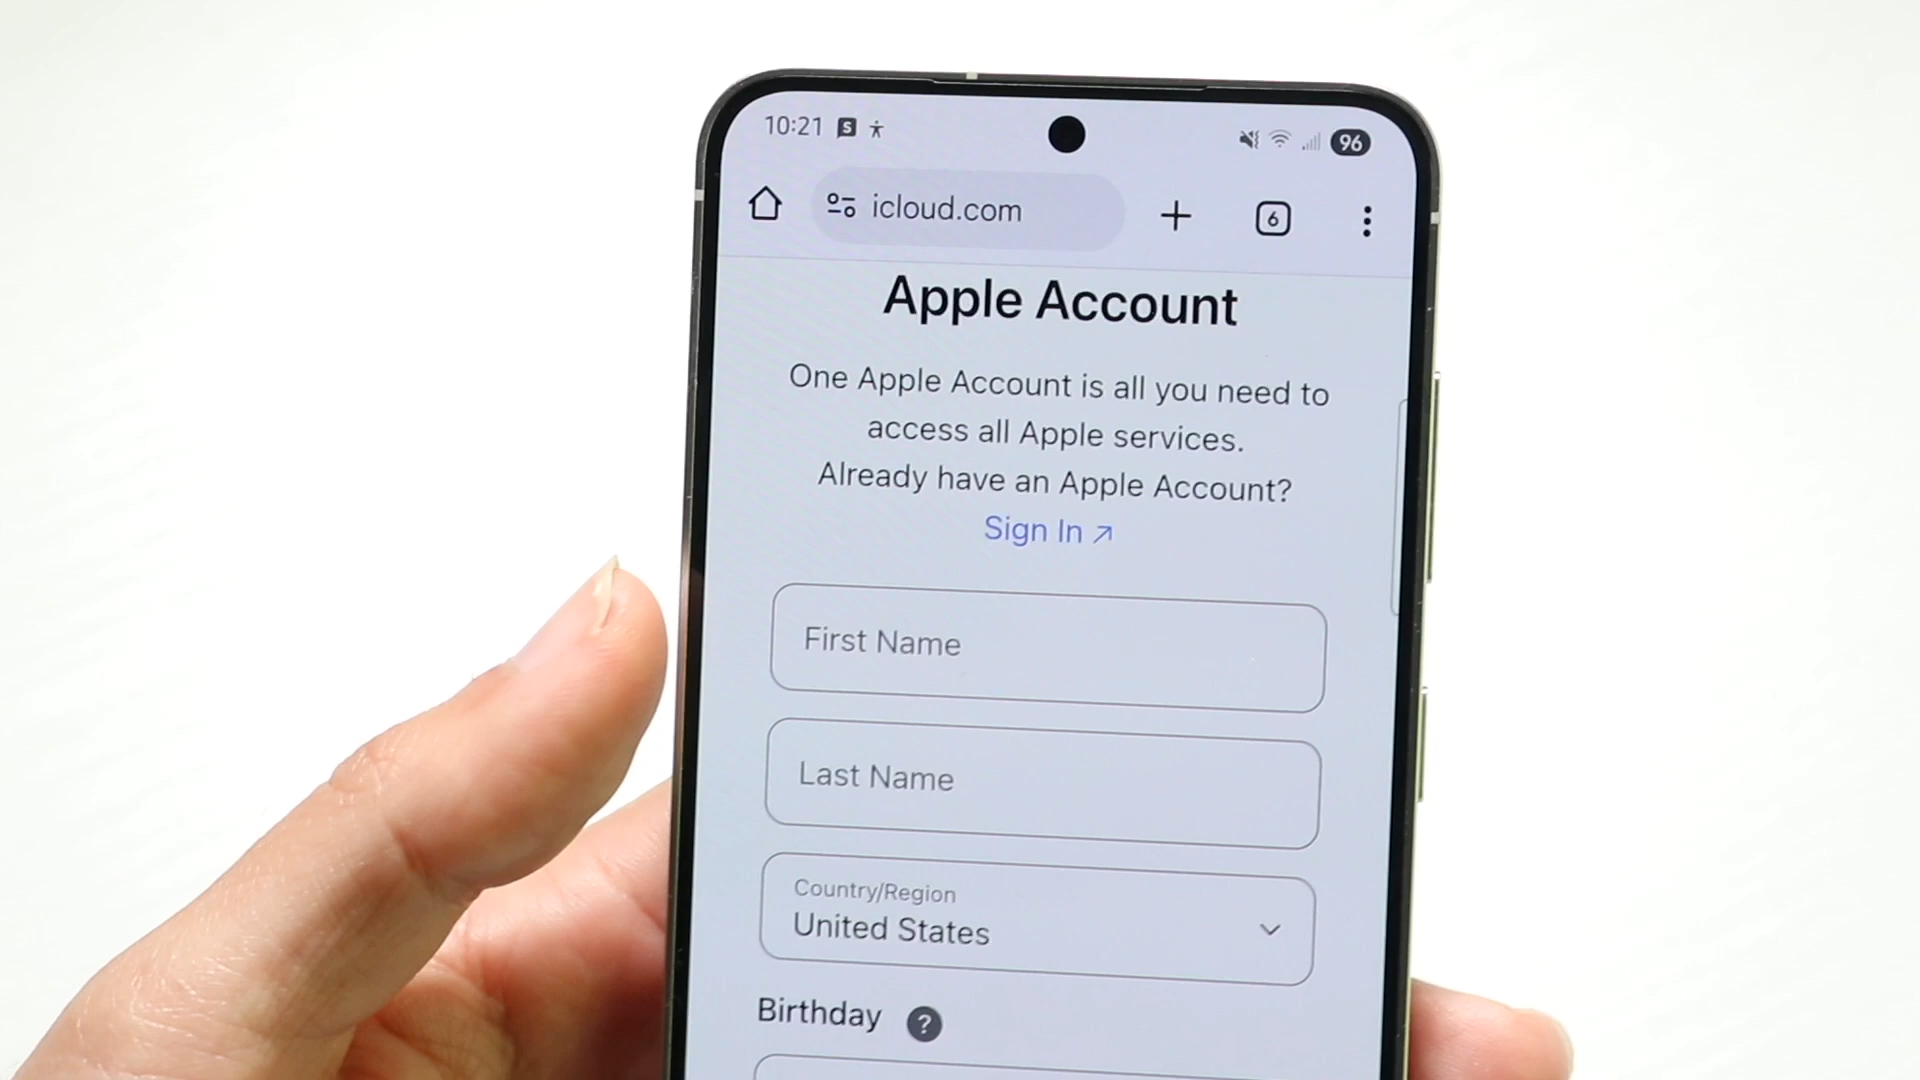 10:21 S 96
icloud.com 6
Apple Account
One Apple Account is all you need to
access all Apple services.
Already have an Apple Account?
Sign In ↗
First Name
Last Name
Country/Region
United States
Birthday ?